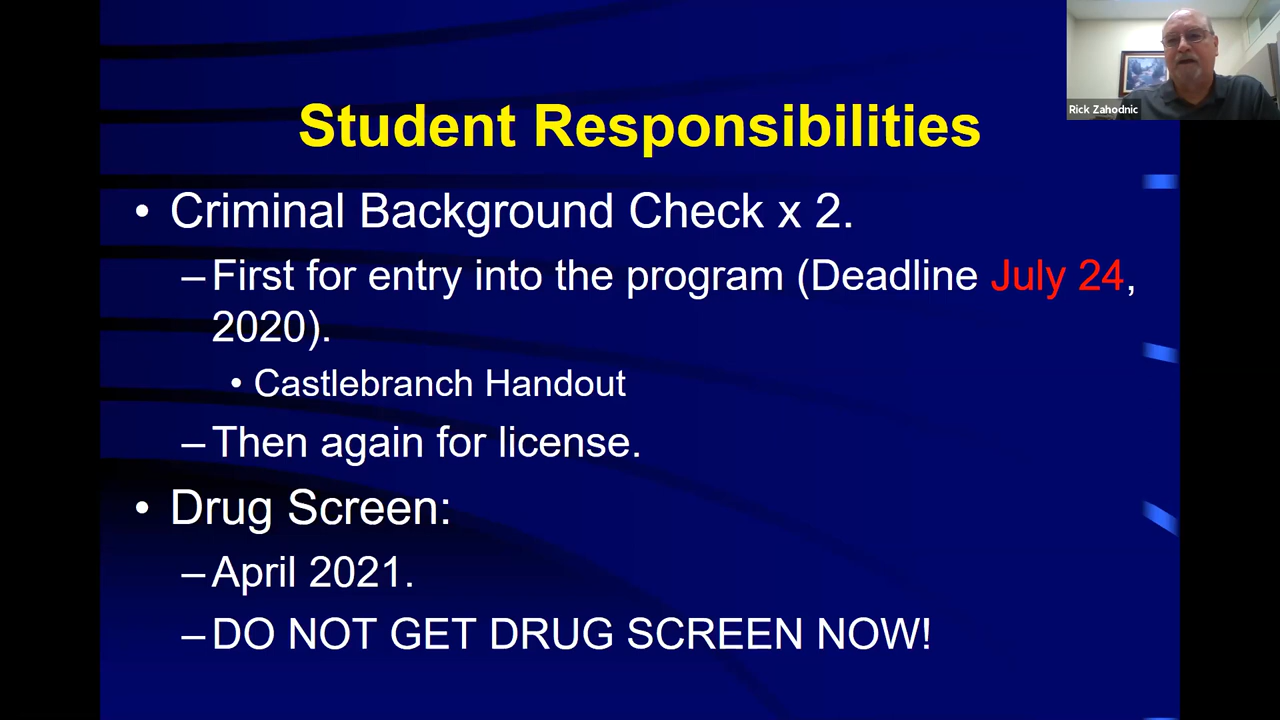 Rick Zahodnic
Student Responsibilities
• Criminal Background Check x 2.
– First for entry into the program (Deadline July 24,
2020).
• Castlebranch Handout
– Then again for license.
• Drug Screen:
– April 2021.
– DO NOT GET DRUG SCREEN NOW!